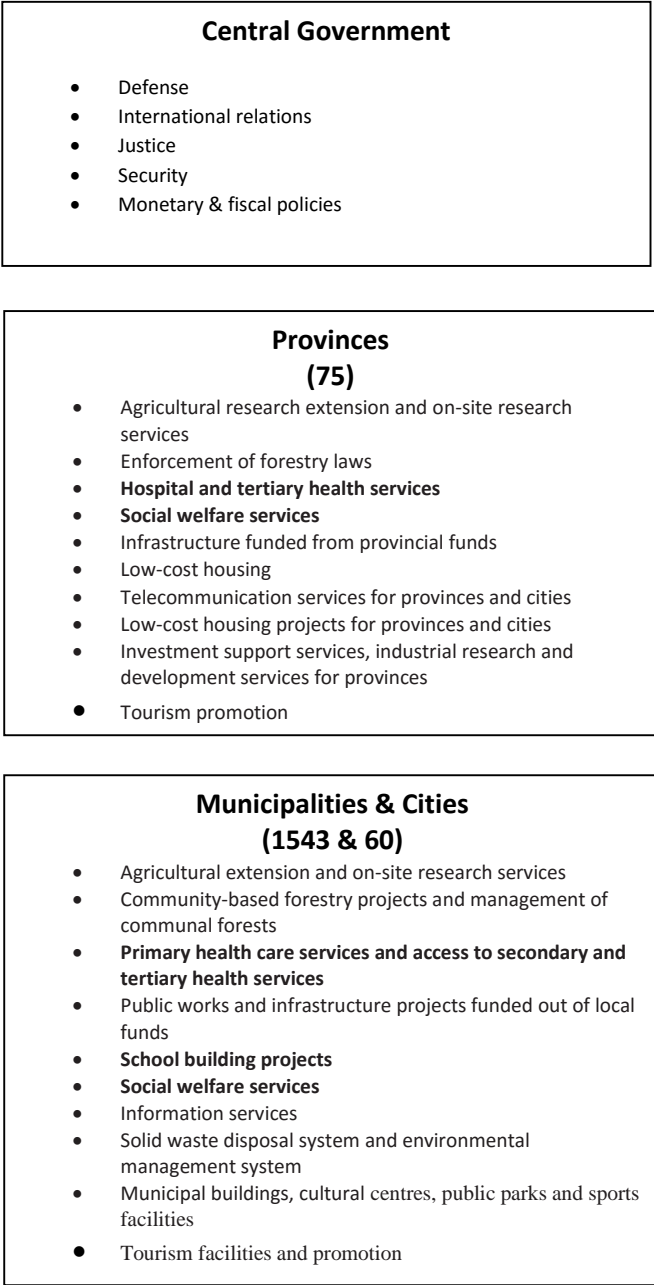 Central Government
• Defense
• International relations
• Justice
• Security
• Monetary & fiscal policies
Provinces
(75)
• Agricultural research extension and on-site research
services
• Enforcement of forestry laws
• Hospital and tertiary health services
• Social welfare services
• Infrastructure funded from provincial funds
• Low-cost housing
• Telecommunication services for provinces and cities
• Low-cost housing projects for provinces and cities
• Investment support services, industrial research and
development services for provinces
• Tourism promotion
Municipalities & Cities
(1543 & 60)
• Agricultural extension and on-site research services
• Community-based forestry projects and management of
communal forests
• Primary health care services and access to secondary and
tertiary health services
• Public works and infrastructure projects funded out of local
funds
• School building projects
• Social welfare services
• Information services
• Solid waste disposal system and environmental
management system
• Municipal buildings, cultural centres, public parks and sports
facilities
• Tourism facilities and promotion